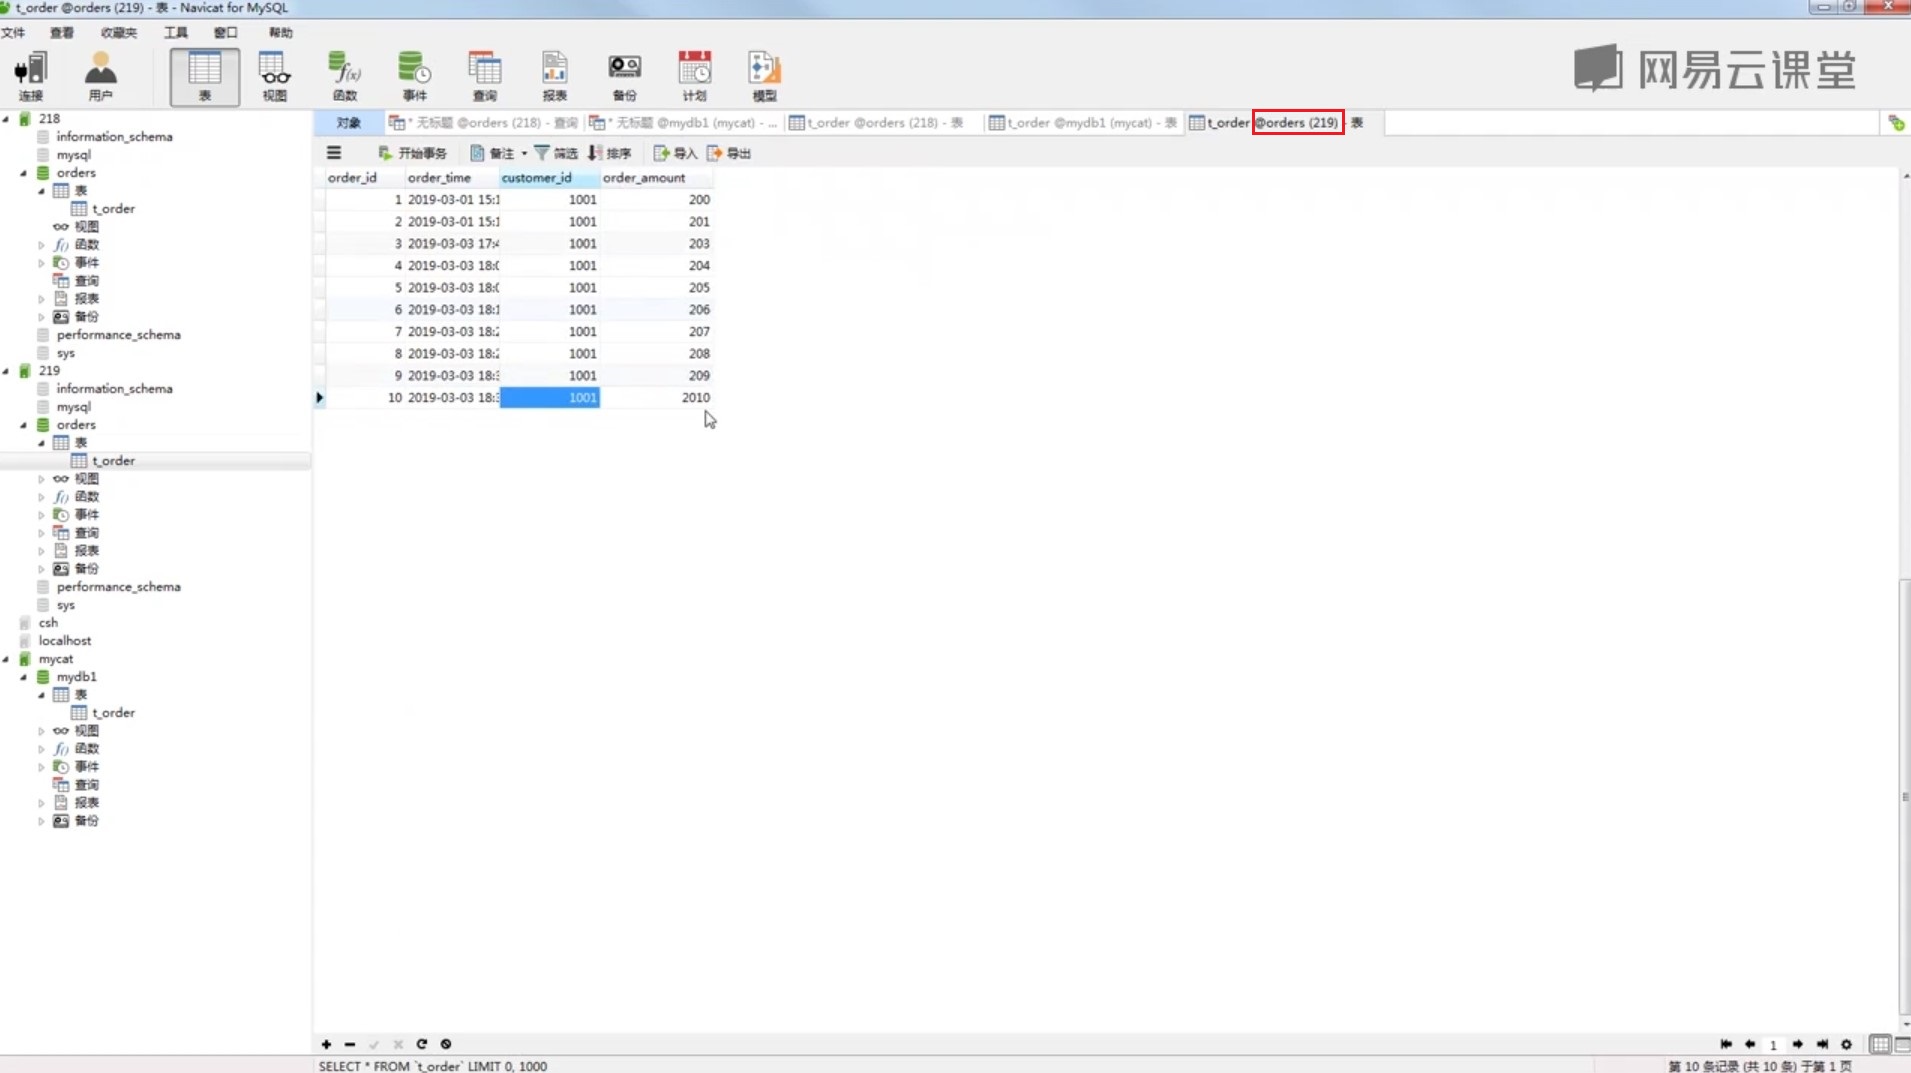 t_order @orders (219) - 表 - Navicat for MySQL
文件 查看 收藏夹 工具 窗口 帮助
连接 用户 表 视图 函数 事件 查询 报表 备份 计划 模型
网易云课堂
对象 * 无标题 @orders (218) - 查询 * 无标题 @mydb1 (mycat) - ... t_order @orders (218) - 表 t_order @mydb1 (mycat) - 表 t_order @orders (219) - 表
开始事务 备注 筛选 排序 导入 导出
218
information_schema
mysql
orders
表
t_order
视图
函数
事件
查询
报表
备份
performance_schema
sys
219
information_schema
mysql
orders
表
t_order
视图
函数
事件
查询
报表
备份
performance_schema
sys
csh
localhost
mycat
mydb1
表
t_order
视图
函数
事件
查询
报表
备份
order_id order_time customer_id order_amount
1 2019-03-01 15:1 1001 200
2 2019-03-01 15:1 1001 201
3 2019-03-03 17:4 1001 203
4 2019-03-03 18:0 1001 204
5 2019-03-03 18:0 1001 205
6 2019-03-03 18:1 1001 206
7 2019-03-03 18:2 1001 207
8 2019-03-03 18:2 1001 208
9 2019-03-03 18:3 1001 209
10 2019-03-03 18:3 1001 2010
1
SELECT * FROM `t_order` LIMIT 0, 1000
第 10 条记录 (共 10 条) 于第 1 页